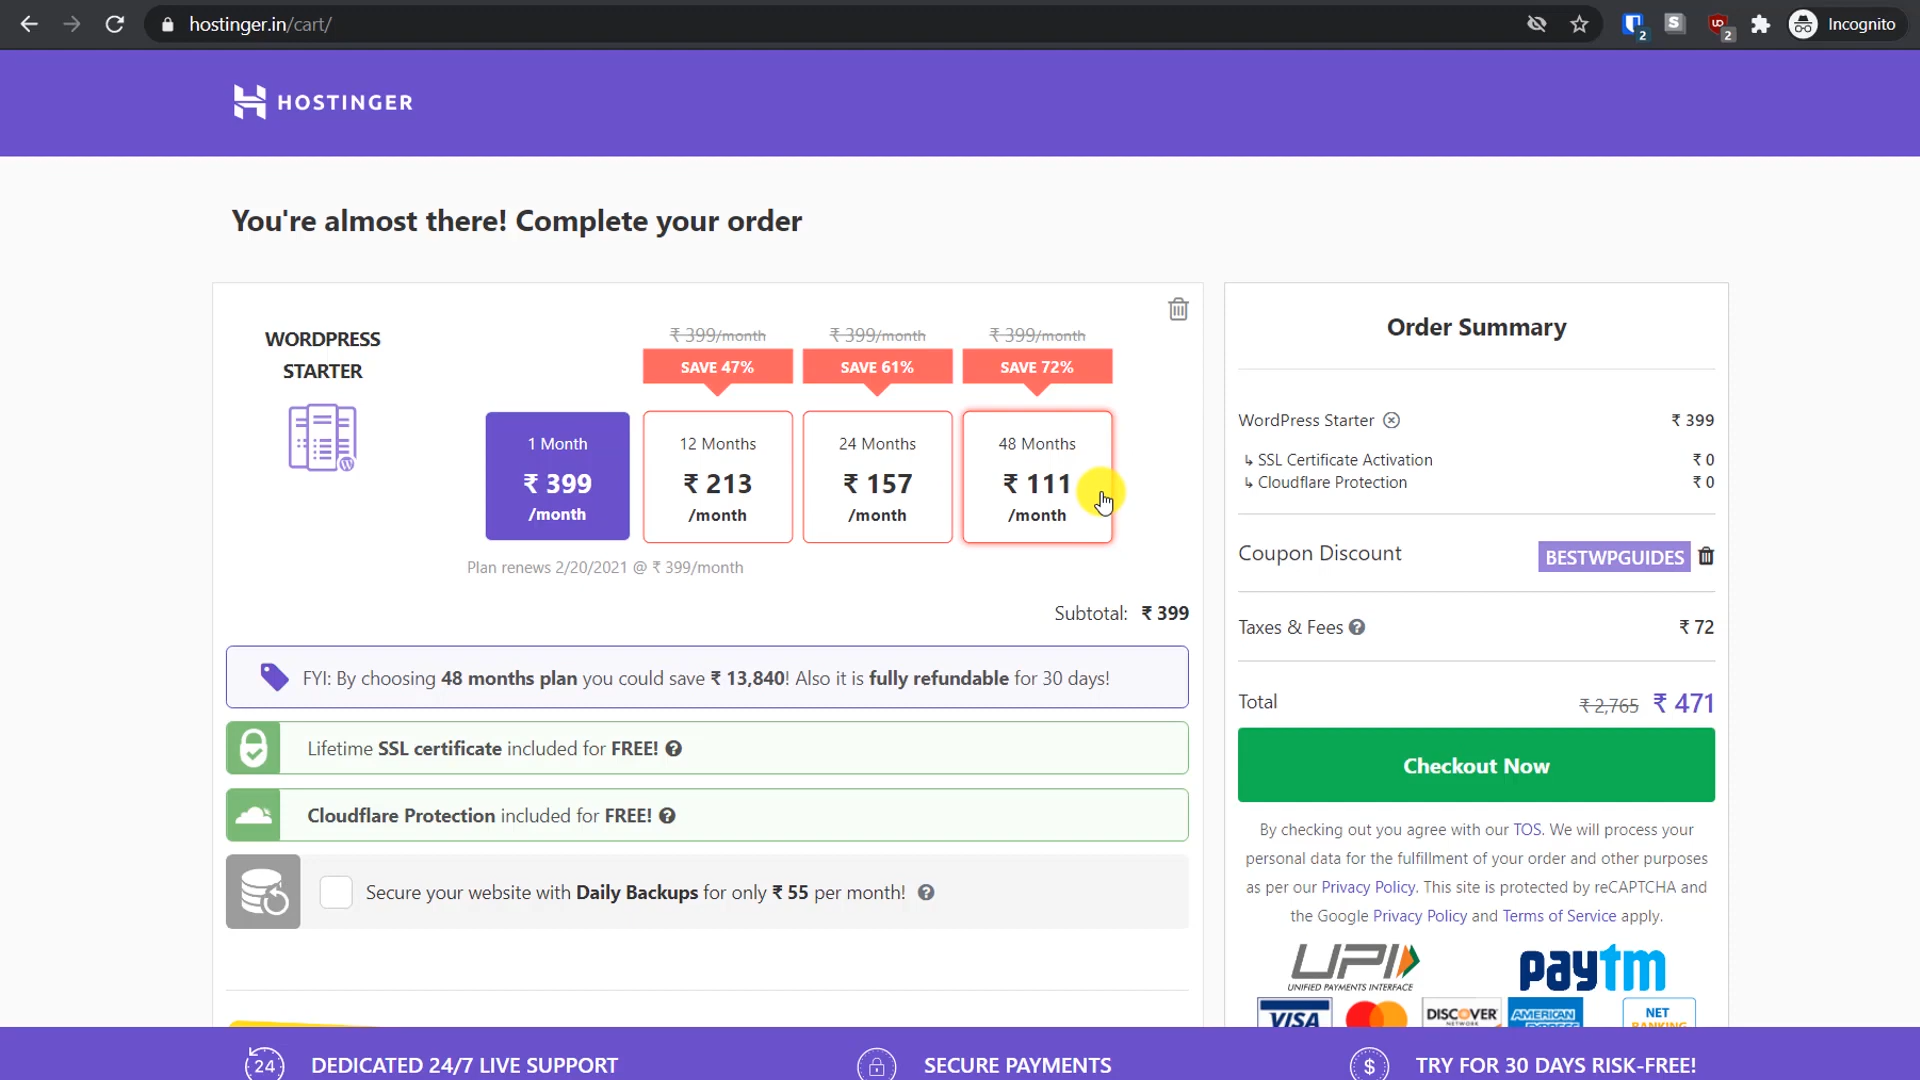 hostinger.in/cart/
2
S
2
Incognito
HOSTINGER
You're almost there! Complete your order
WORDPRESS
STARTER
₹ 399/month
₹ 399/month
₹ 399/month
SAVE 47%
SAVE 61%
SAVE 72%
1 Month
12 Months
24 Months
48 Months
₹ 399
₹ 213
₹ 157
₹ 111
/month
/month
/month
/month
Plan renews 2/20/2021 @ ₹ 399/month
Subtotal: ₹ 399
FYI: By choosing 48 months plan you could save ₹ 13,840! Also it is fully refundable for 30 days!
Lifetime SSL certificate included for FREE!
Cloudflare Protection included for FREE!
Secure your website with Daily Backups for only ₹ 55 per month!
Order Summary
WordPress Starter ₹ 399
↳ SSL Certificate Activation ₹ 0
↳ Cloudflare Protection ₹ 0
Coupon Discount BESTWPGUIDES
Taxes & Fees ₹ 72
Total ₹ 2,765 ₹ 471
Checkout Now
By checking out you agree with our TOS. We will process your
personal data for the fulfillment of your order and other purposes
as per our Privacy Policy. This site is protected by reCAPTCHA and
the Google Privacy Policy and Terms of Service apply.
UPI
UNIFIED PAYMENTS INTERFACE
paytm
VISA
DISCOVER
NETWORK
AMERICAN
EXPRESS
NET
BANKING
24 DEDICATED 24/7 LIVE SUPPORT
SECURE PAYMENTS
$ TRY FOR 30 DAYS RISK-FREE!